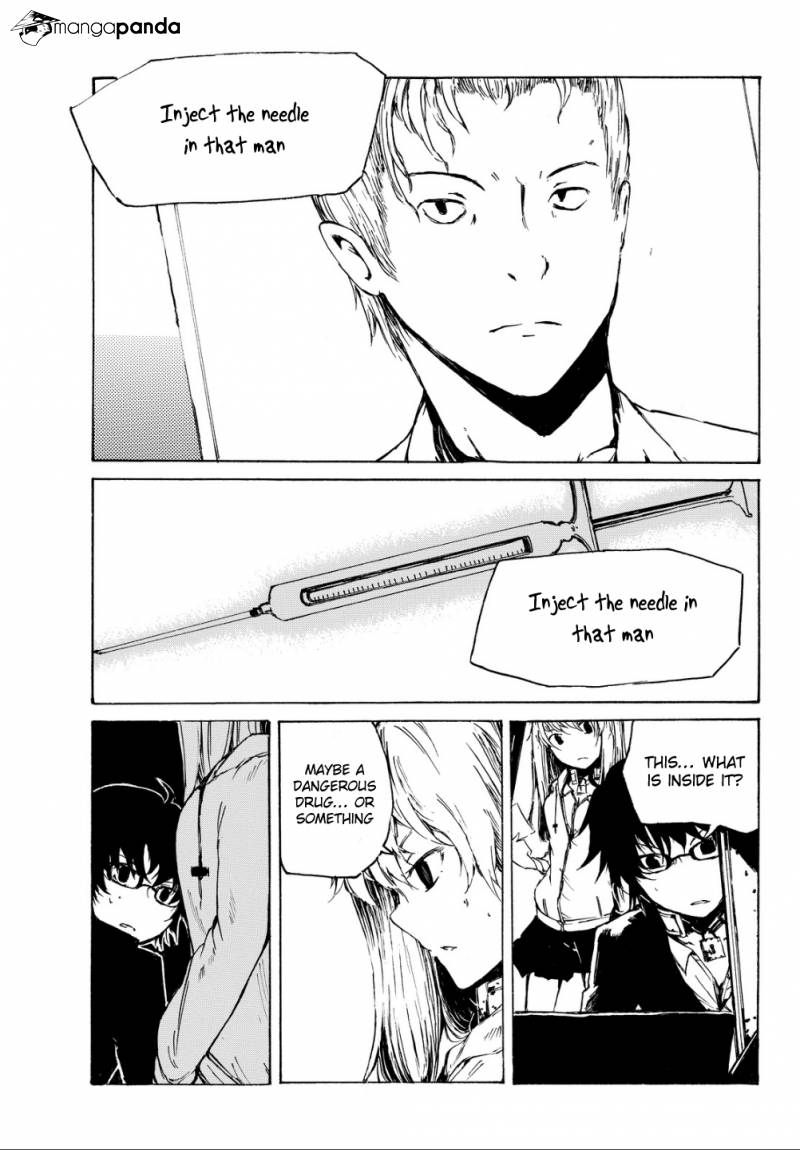 mangapanda
Inject the needle
in that man
Inject the needle in
that man
THIS... WHAT
IS INSIDE IT?
MAYBE A
DANGEROUS
DRUG... OR
SOMETHING